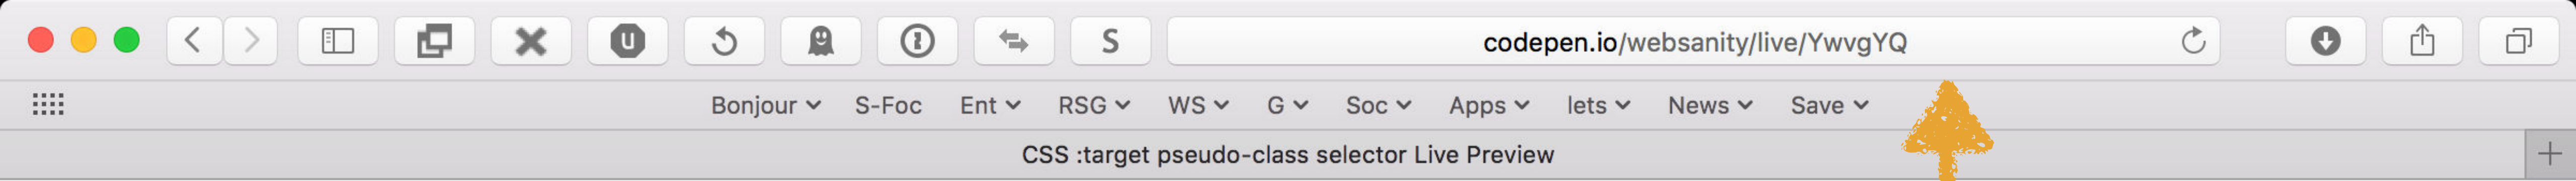 U S codepen.io/websanity/live/YwvgYQ
Bonjour S-Foc Ent RSG WS G Soc Apps lets News Save
CSS :target pseudo-class selector Live Preview